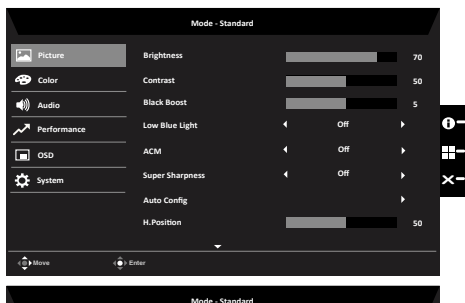 Mode - Standard
Picture
Brightness 70
Color
Contrast 50
Audio
Black Boost 5
Performance
Low Blue Light Off
OSD
ACM Off
System
Super Sharpness Off
Auto Config
H.Position 50
Move Enter
Mode - Standard